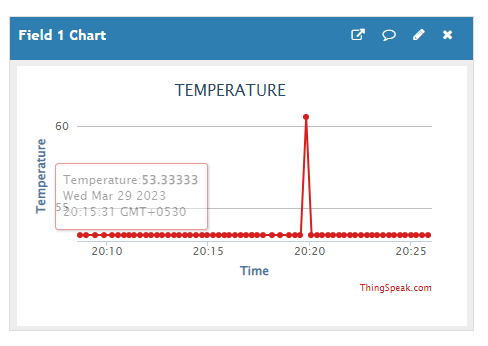 Field 1 Chart
TEMPERATURE
Temperature
60
55
Temperature:53.33333
Wed Mar 29 2023
20:15:31 GMT+0530
20:10 20:15 20:20 20:25
Time
ThingSpeak.com